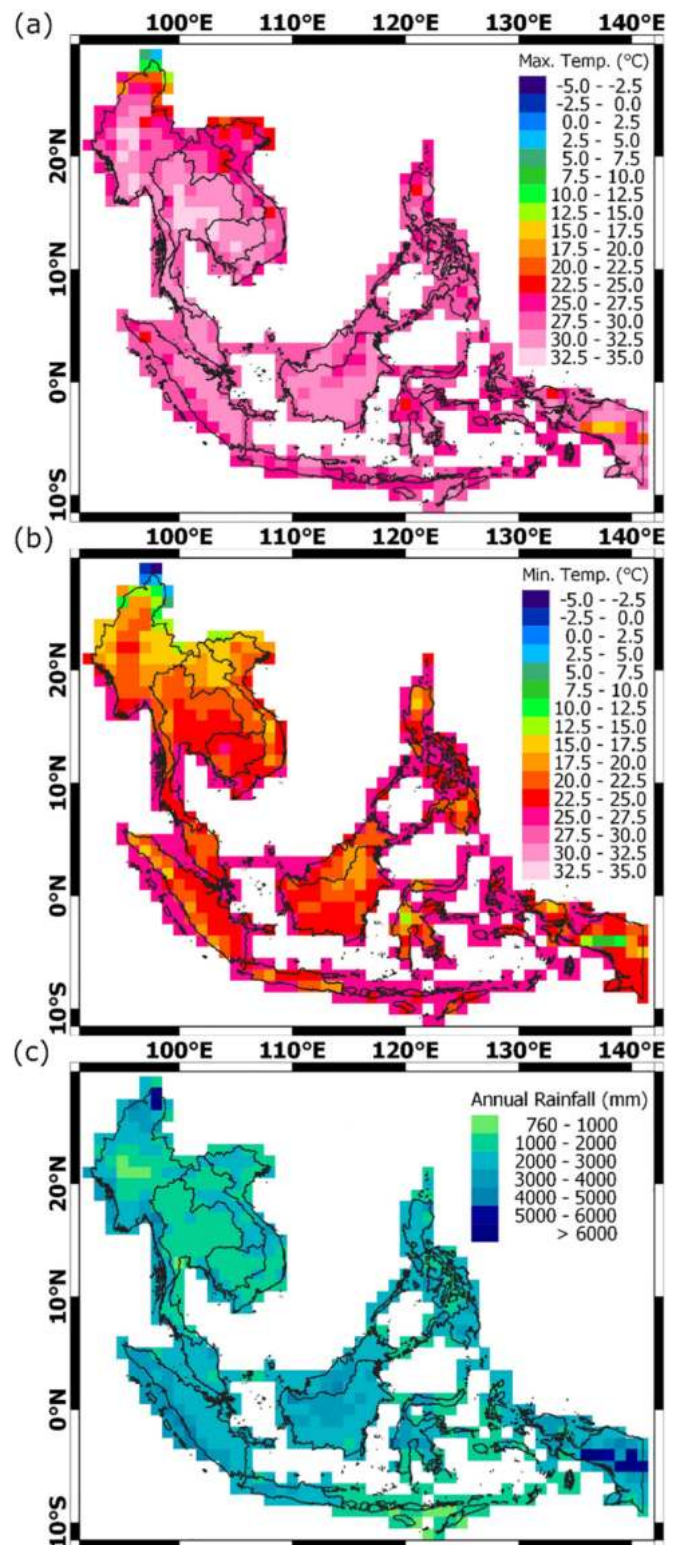 (a)
100°E 110°E 120°E 130°E 140°E
Max. Temp. (°C)
-5.0 - -2.5
-2.5 - 0.0
0.0 - 2.5
2.5 - 5.0
5.0 - 7.5
7.5 - 10.0
10.0 - 12.5
12.5 - 15.0
15.0 - 17.5
17.5 - 20.0
20.0 - 22.5
22.5 - 25.0
25.0 - 27.5
27.5 - 30.0
30.0 - 32.5
32.5 - 35.0
20°N
10°N
0°N
10°S
(b)
100°E 110°E 120°E 130°E 140°E
Min. Temp. (°C)
-5.0 - -2.5
-2.5 - 0.0
0.0 - 2.5
2.5 - 5.0
5.0 - 7.5
7.5 - 10.0
10.0 - 12.5
12.5 - 15.0
15.0 - 17.5
17.5 - 20.0
20.0 - 22.5
22.5 - 25.0
25.0 - 27.5
27.5 - 30.0
30.0 - 32.5
32.5 - 35.0
20°N
10°N
0°N
10°S
(c)
100°E 110°E 120°E 130°E 140°E
Annual Rainfall (mm)
760 - 1000
1000 - 2000
2000 - 3000
3000 - 4000
4000 - 5000
5000 - 6000
> 6000
20°N
10°N
0°N
10°S